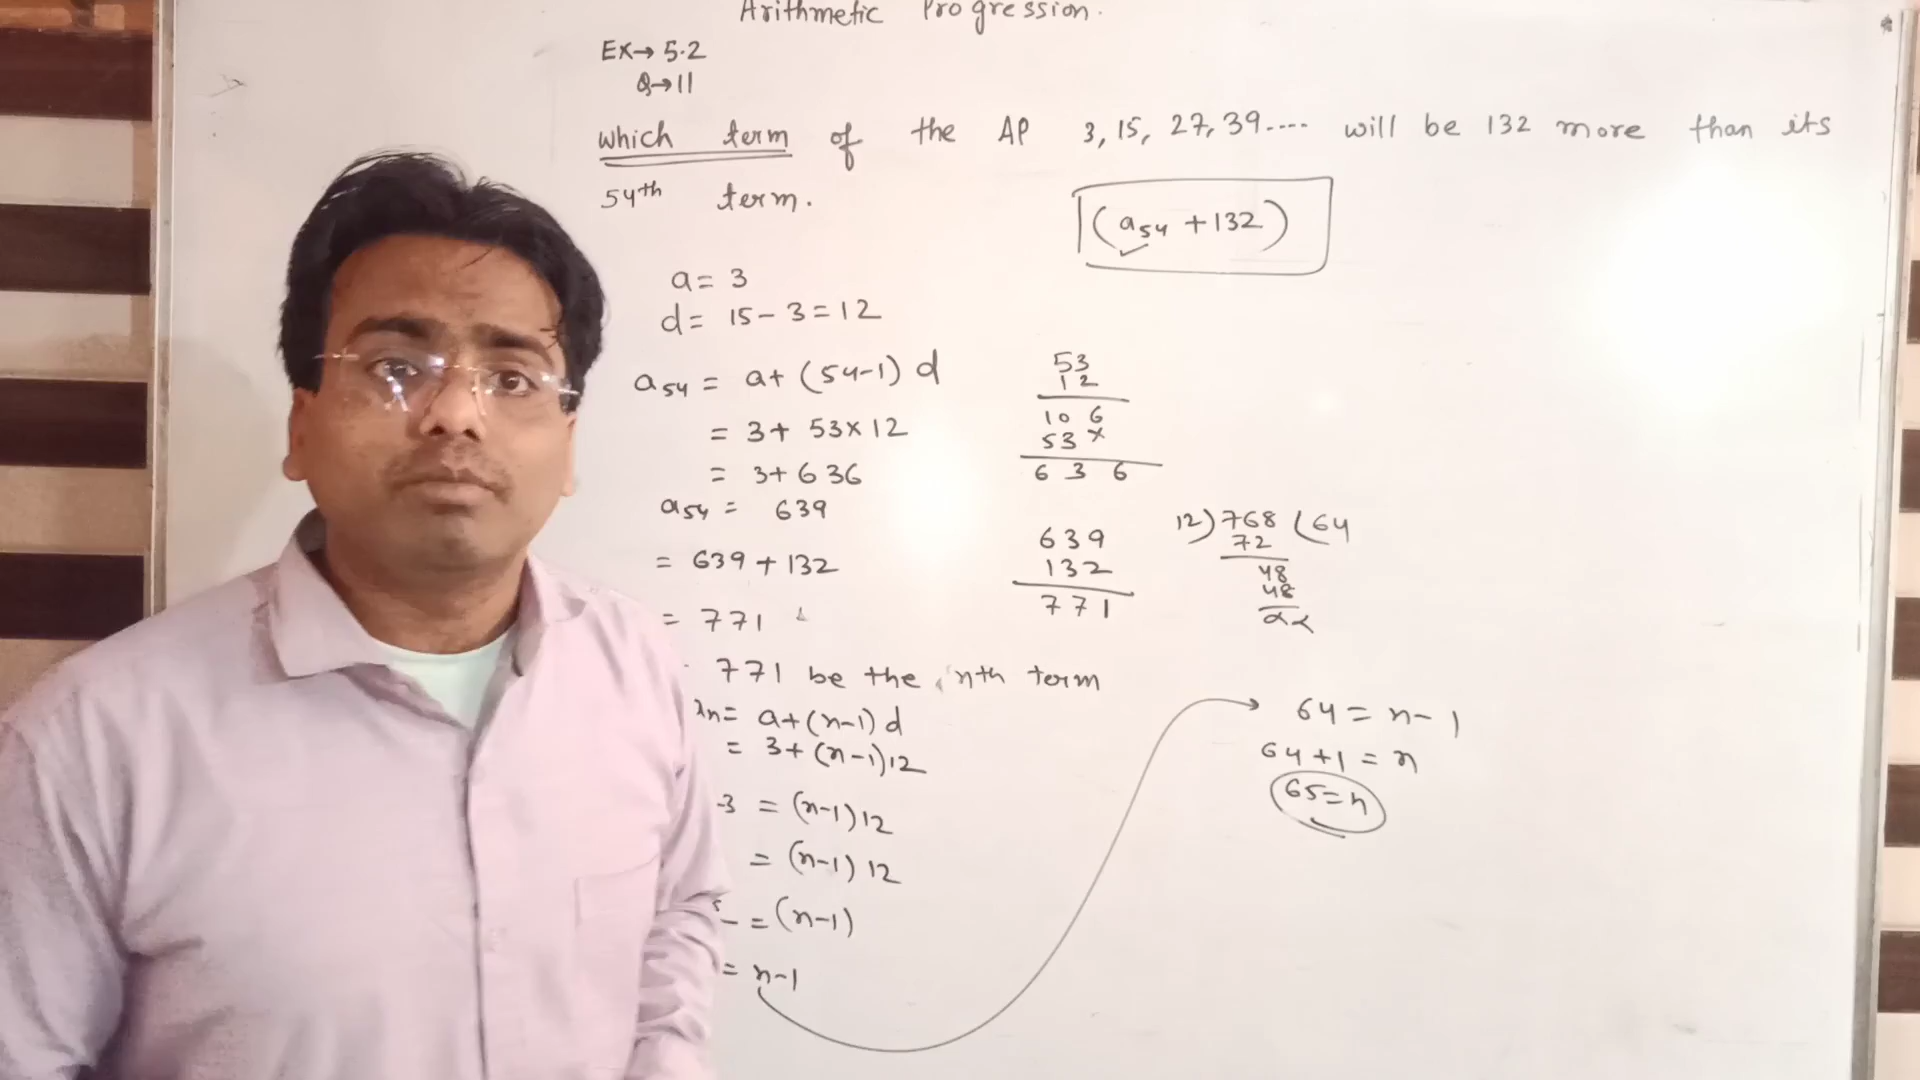 Arithmetic Progression.
EX→ 5.2
Q→11
which term of the AP 3, 15, 27, 39.... will be 132 more than its
54th term.
(a54 +132)
a= 3
d= 15-3=12
a54 = a+ (54-1) d
= 3+ 53×12
= 3+636
a54 = 639
= 639+132
= 771
771 be the nth term
an= a+(n-1) d
= 3+(n-1)12
-3 = (n-1)12
= (n-1) 12
= (n-1)
= n-1
53
12
106
53×
636
639
132
771
12)768(64
72
48
48
64= n-1
64+1 = n
65=n